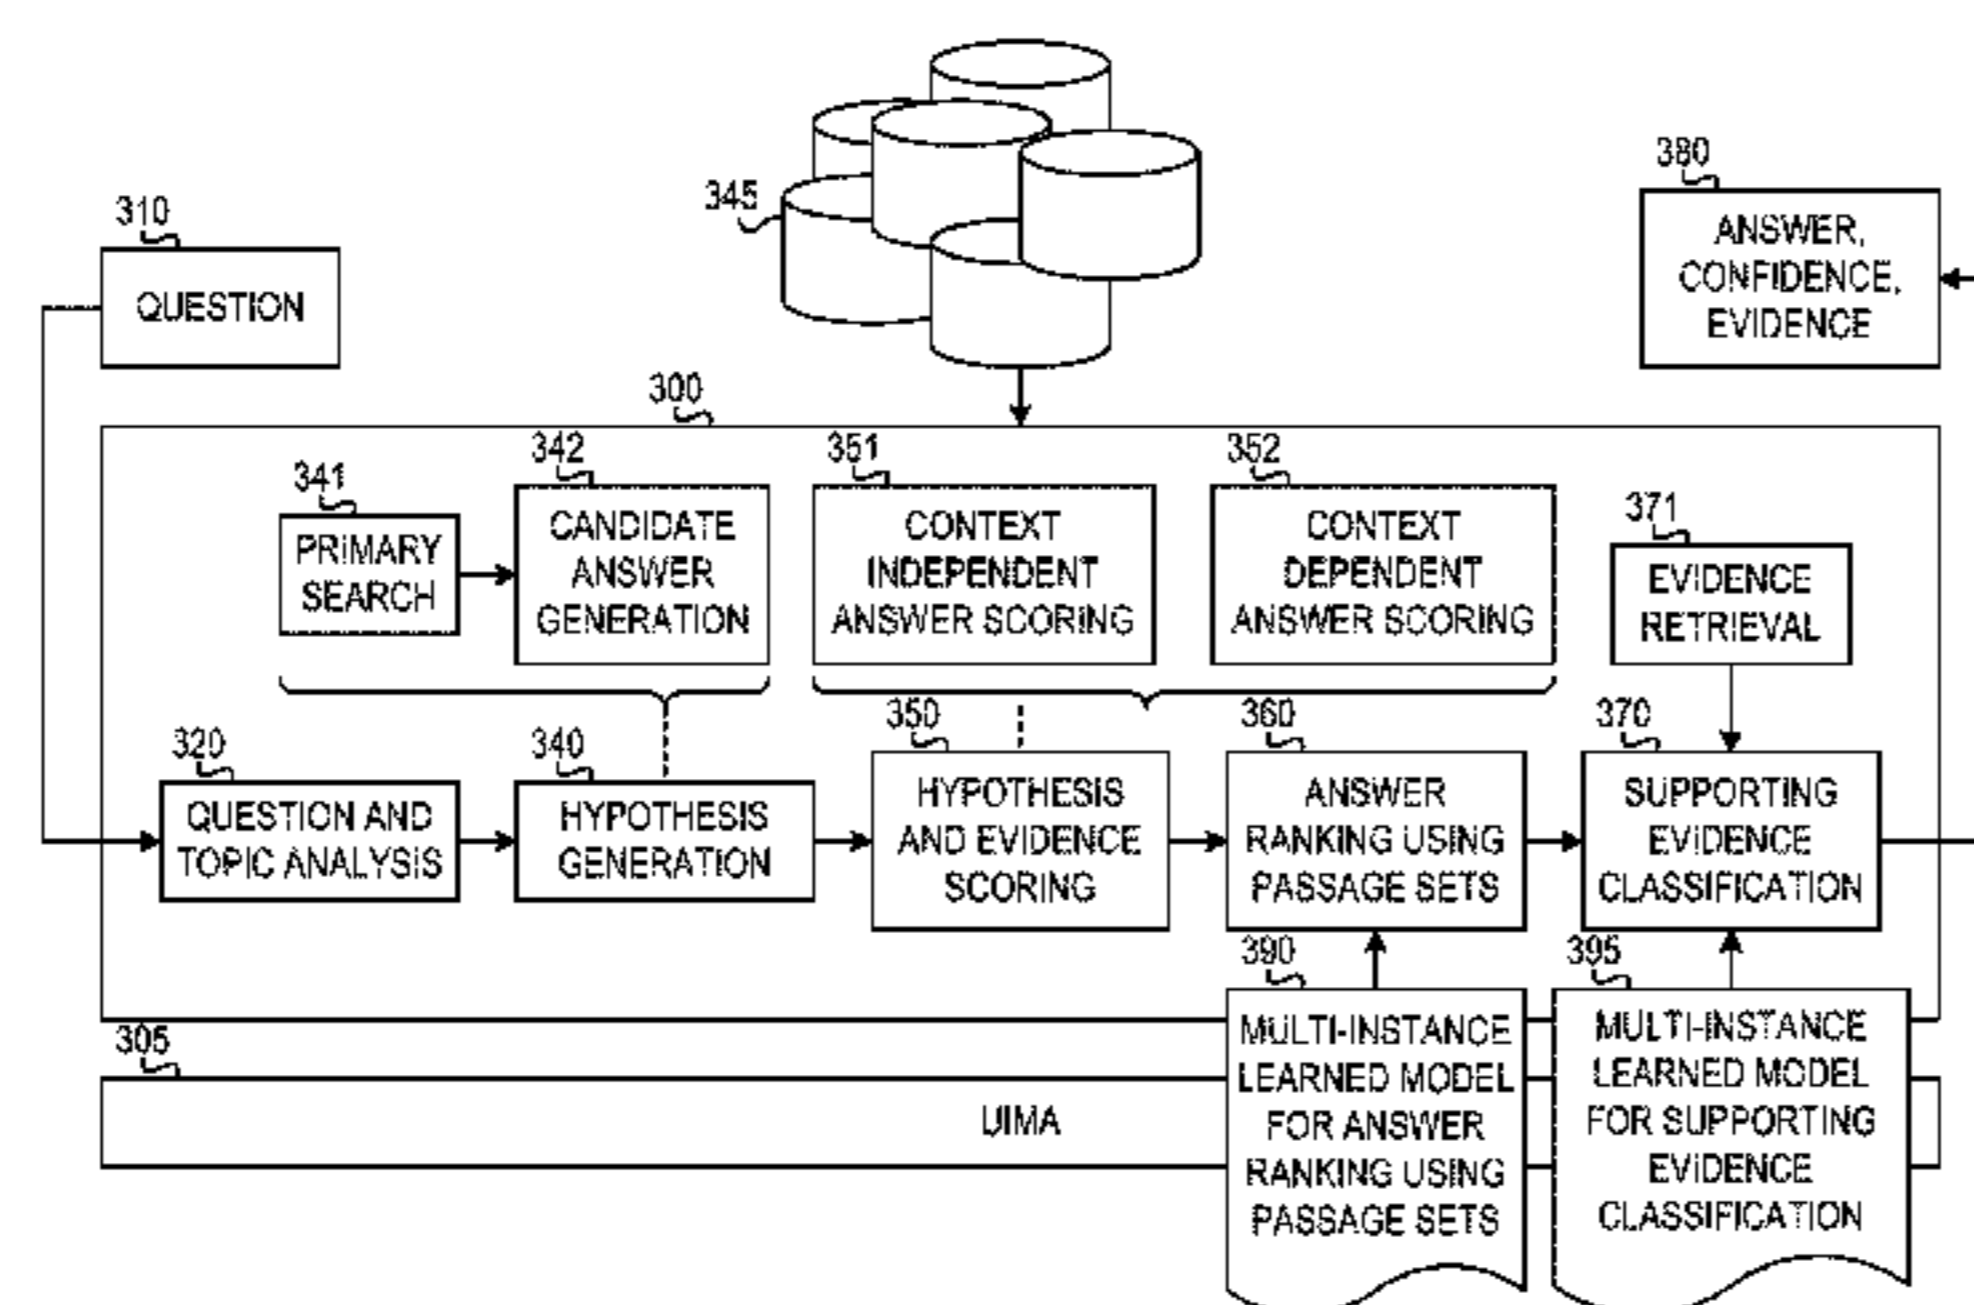 345
310
QUESTION
380
ANSWER,
CONFIDENCE,
EVIDENCE
300
341
PRIMARY
SEARCH
342
CANDIDATE
ANSWER
GENERATION
351
CONTEXT
INDEPENDENT
ANSWER SCORING
352
CONTEXT
DEPENDENT
ANSWER SCORING
371
EVIDENCE
RETRIEVAL
320
QUESTION AND
TOPIC ANALYSIS
340
HYPOTHESIS
GENERATION
350
HYPOTHESIS
AND EVIDENCE
SCORING
360
ANSWER
RANKING USING
PASSAGE SETS
370
SUPPORTING
EVIDENCE
CLASSIFICATION
305
UIMA
390
MULTI-INSTANCE
LEARNED MODEL
FOR ANSWER
RANKING USING
PASSAGE SETS
395
MULTI-INSTANCE
LEARNED MODEL
FOR SUPPORTING
EVIDENCE
CLASSIFICATION